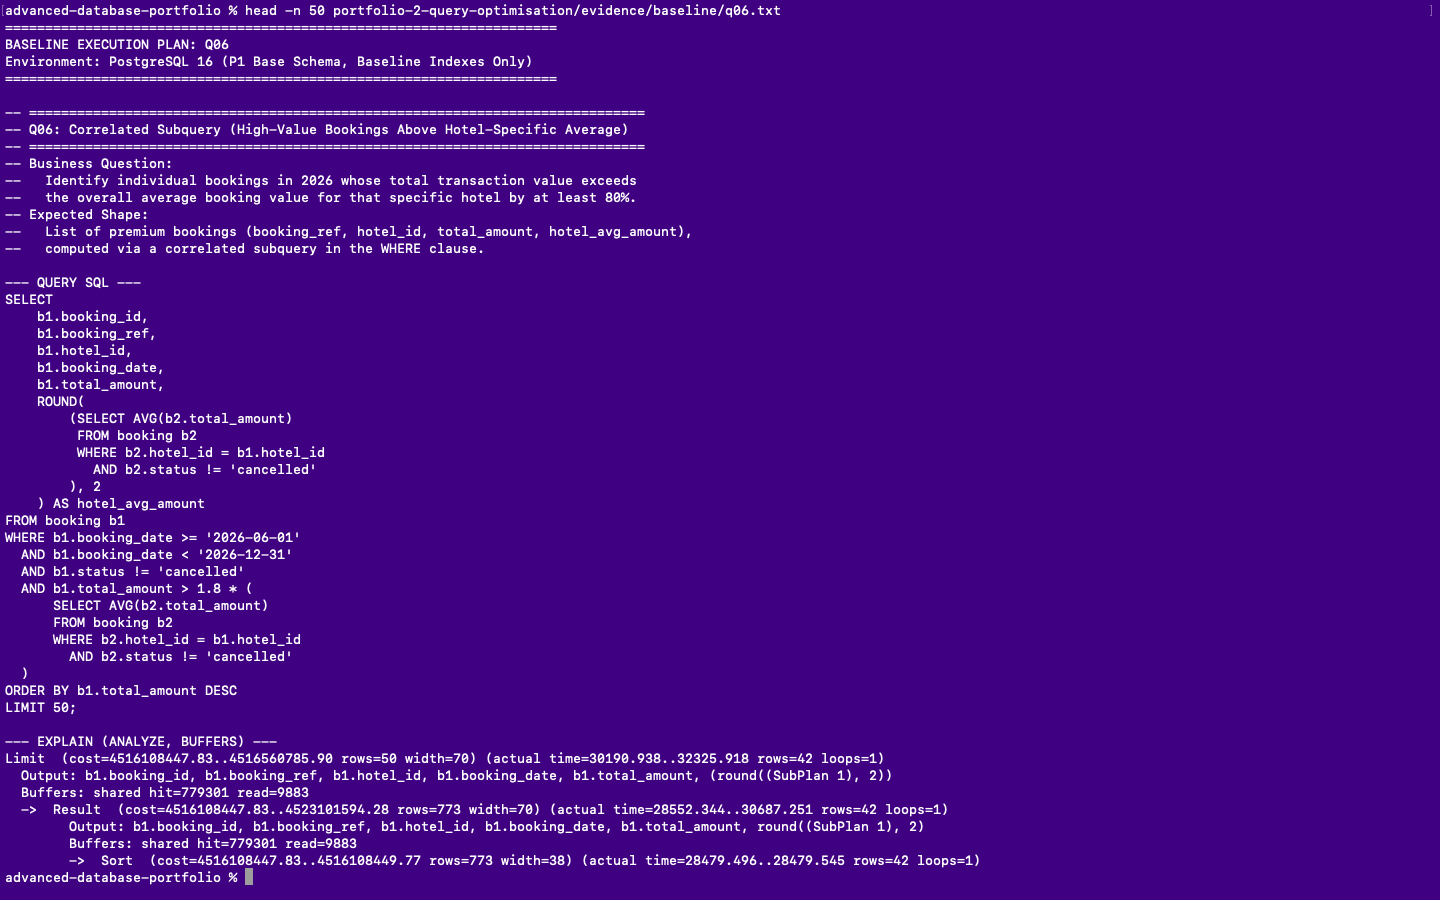 [advanced-database-portfolio % head -n 50 portfolio-2-query-optimisation/evidence/baseline/q06.txt ]
=====================================================================
BASELINE EXECUTION PLAN: Q06
Environment: PostgreSQL 16 (P1 Base Schema, Baseline Indexes Only)
=====================================================================

-- =============================================================================
-- Q06: Correlated Subquery (High-Value Bookings Above Hotel-Specific Average)
-- =============================================================================
-- Business Question:
--   Identify individual bookings in 2026 whose total transaction value exceeds
--   the overall average booking value for that specific hotel by at least 80%.
-- Expected Shape:
--   List of premium bookings (booking_ref, hotel_id, total_amount, hotel_avg_amount),
--   computed via a correlated subquery in the WHERE clause.

--- QUERY SQL ---
SELECT
    b1.booking_id,
    b1.booking_ref,
    b1.hotel_id,
    b1.booking_date,
    b1.total_amount,
    ROUND(
        (SELECT AVG(b2.total_amount)
         FROM booking b2
         WHERE b2.hotel_id = b1.hotel_id
           AND b2.status != 'cancelled'
        ), 2
    ) AS hotel_avg_amount
FROM booking b1
WHERE b1.booking_date >= '2026-06-01'
  AND b1.booking_date < '2026-12-31'
  AND b1.status != 'cancelled'
  AND b1.total_amount > 1.8 * (
      SELECT AVG(b2.total_amount)
      FROM booking b2
      WHERE b2.hotel_id = b1.hotel_id
        AND b2.status != 'cancelled'
  )
ORDER BY b1.total_amount DESC
LIMIT 50;

--- EXPLAIN (ANALYZE, BUFFERS) ---
Limit  (cost=4516108447.83..4516560785.90 rows=50 width=70) (actual time=30190.938..32325.918 rows=42 loops=1)
  Output: b1.booking_id, b1.booking_ref, b1.hotel_id, b1.booking_date, b1.total_amount, (round((SubPlan 1), 2))
  Buffers: shared hit=779301 read=9883
  ->  Result  (cost=4516108447.83..4523101594.28 rows=773 width=70) (actual time=28552.344..30687.251 rows=42 loops=1)
        Output: b1.booking_id, b1.booking_ref, b1.hotel_id, b1.booking_date, b1.total_amount, round((SubPlan 1), 2)
        Buffers: shared hit=779301 read=9883
        ->  Sort  (cost=4516108447.83..4516108449.77 rows=773 width=38) (actual time=28479.496..28479.545 rows=42 loops=1)
advanced-database-portfolio %